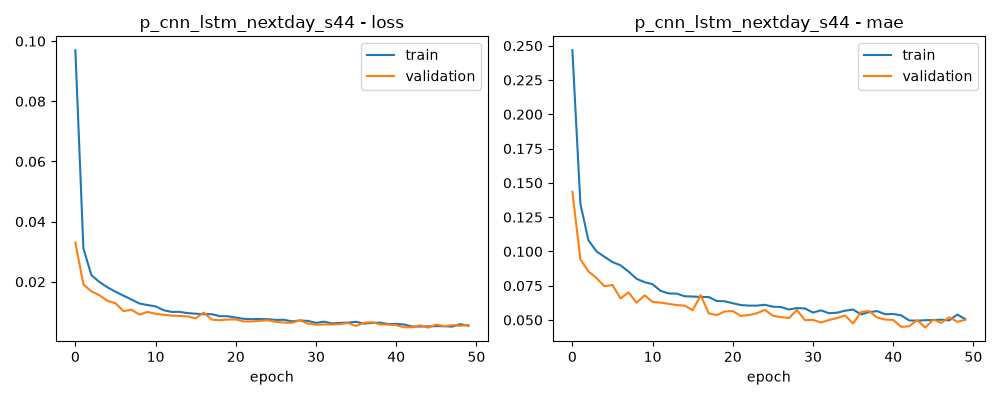 p_cnn_lstm_nextday_s44 - loss
train
validation
0.10
0.08
0.06
0.04
0.02
0 10 20 30 40 50
epoch
p_cnn_lstm_nextday_s44 - mae
train
validation
0.250
0.225
0.200
0.175
0.150
0.125
0.100
0.075
0.050
0 10 20 30 40 50
epoch